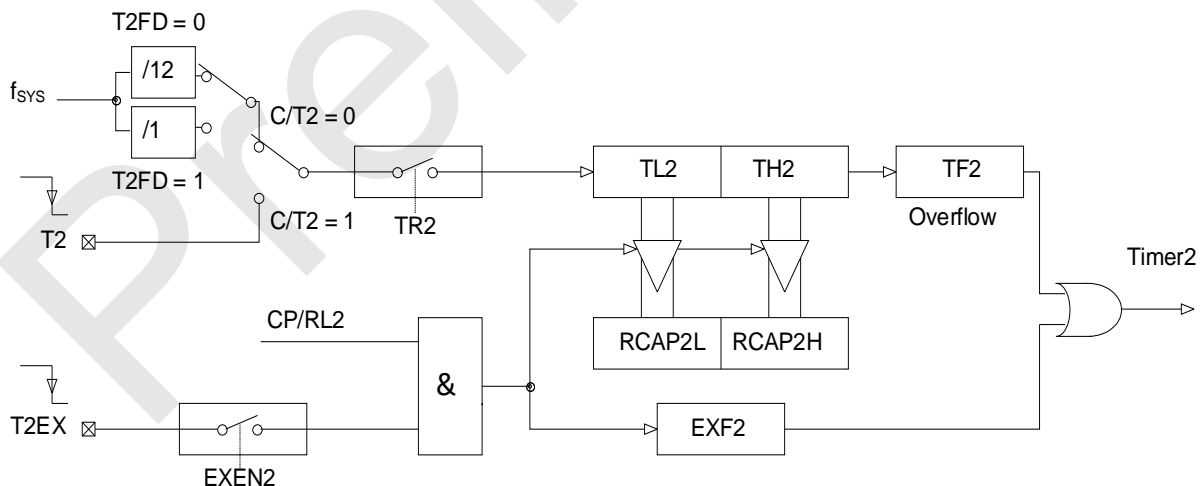 T2FD = 0
/12
fSYS
C/T2 = 0
/1
T2FD = 1
TL2
TH2
TF2
Overflow
C/T2 = 1
T2
TR2
Timer2
CP/RL2
RCAP2L
RCAP2H
&
T2EX
EXF2
EXEN2